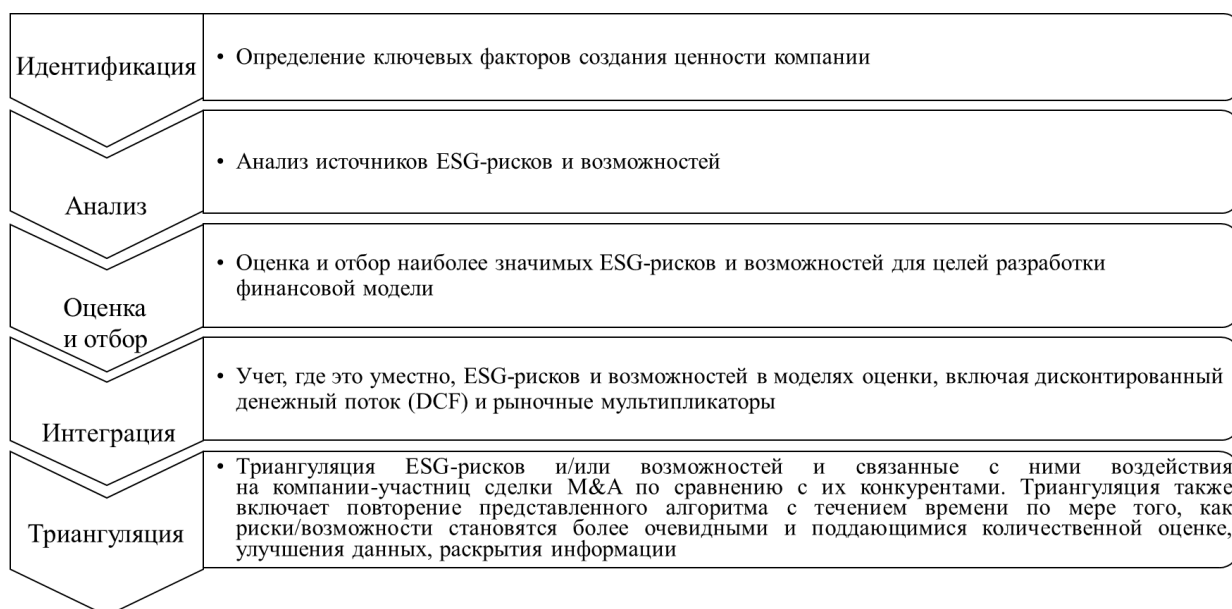 Идентификация
• Определение ключевых факторов создания ценности компании
Анализ
• Анализ источников ESG-рисков и возможностей
Оценка
и отбор
• Оценка и отбор наиболее значимых ESG-рисков и возможностей для целей разработки
финансовой модели
Интеграция
• Учет, где это уместно, ESG-рисков и возможностей в моделях оценки, включая дисконтированный
денежный поток (DCF) и рыночные мультипликаторы
Триангуляция
• Триангуляция ESG-рисков и/или возможностей и связанные с ними воздействия
на компании-участниц сделки M&A по сравнению с их конкурентами. Триангуляция также
включает повторение представленного алгоритма с течением времени по мере того, как
риски/возможности становятся более очевидными и поддающимися количественной оценке,
улучшения данных, раскрытия информации